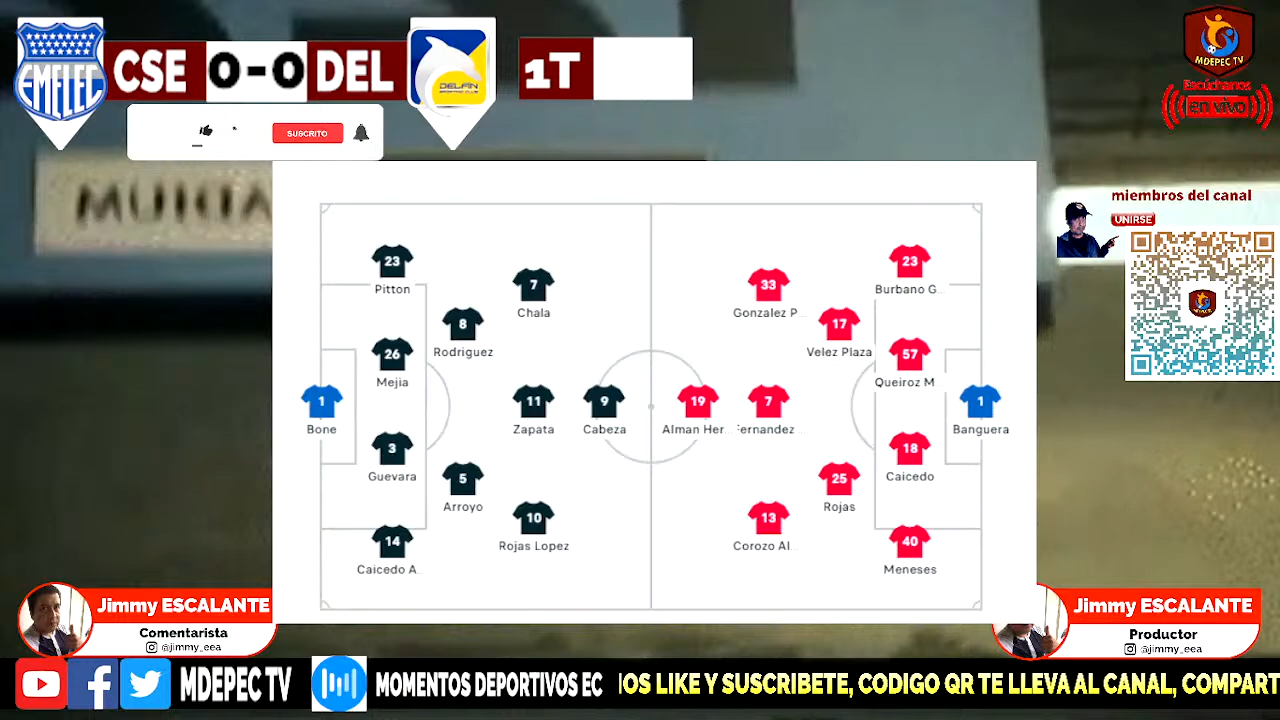 EMELEC
CSE 0-0 DEL
DELFIN
SPORTING CLUB
1T
MDEPEC TV
Escúchanos
en vivo
SUSCRITO
miembros del canal
UNIRSE
23
Pitton
7
Chala
8
Rodriguez
26
Mejia
1
Bone
11
Zapata
9
Cabeza
3
Guevara
5
Arroyo
10
Rojas Lopez
14
Caicedo A..
33
Gonzalez P...
23
Burbano G..
17
Velez Plaza
57
Queiroz M..
19
Alman Her...
7
Fernandez ..
1
Banguera
18
Caicedo
25
Rojas
13
Corozo Al..
40
Meneses
Jimmy ESCALANTE
Comentarista
@jimmy_eea
Jimmy ESCALANTE
Productor
@jimmy_eea
MDEPEC TV
MOMENTOS DEPORTIVOS EC
IOS LIKE Y SUSCRIBETE, CODIGO QR TE LLEVA AL CANAL, COMPART